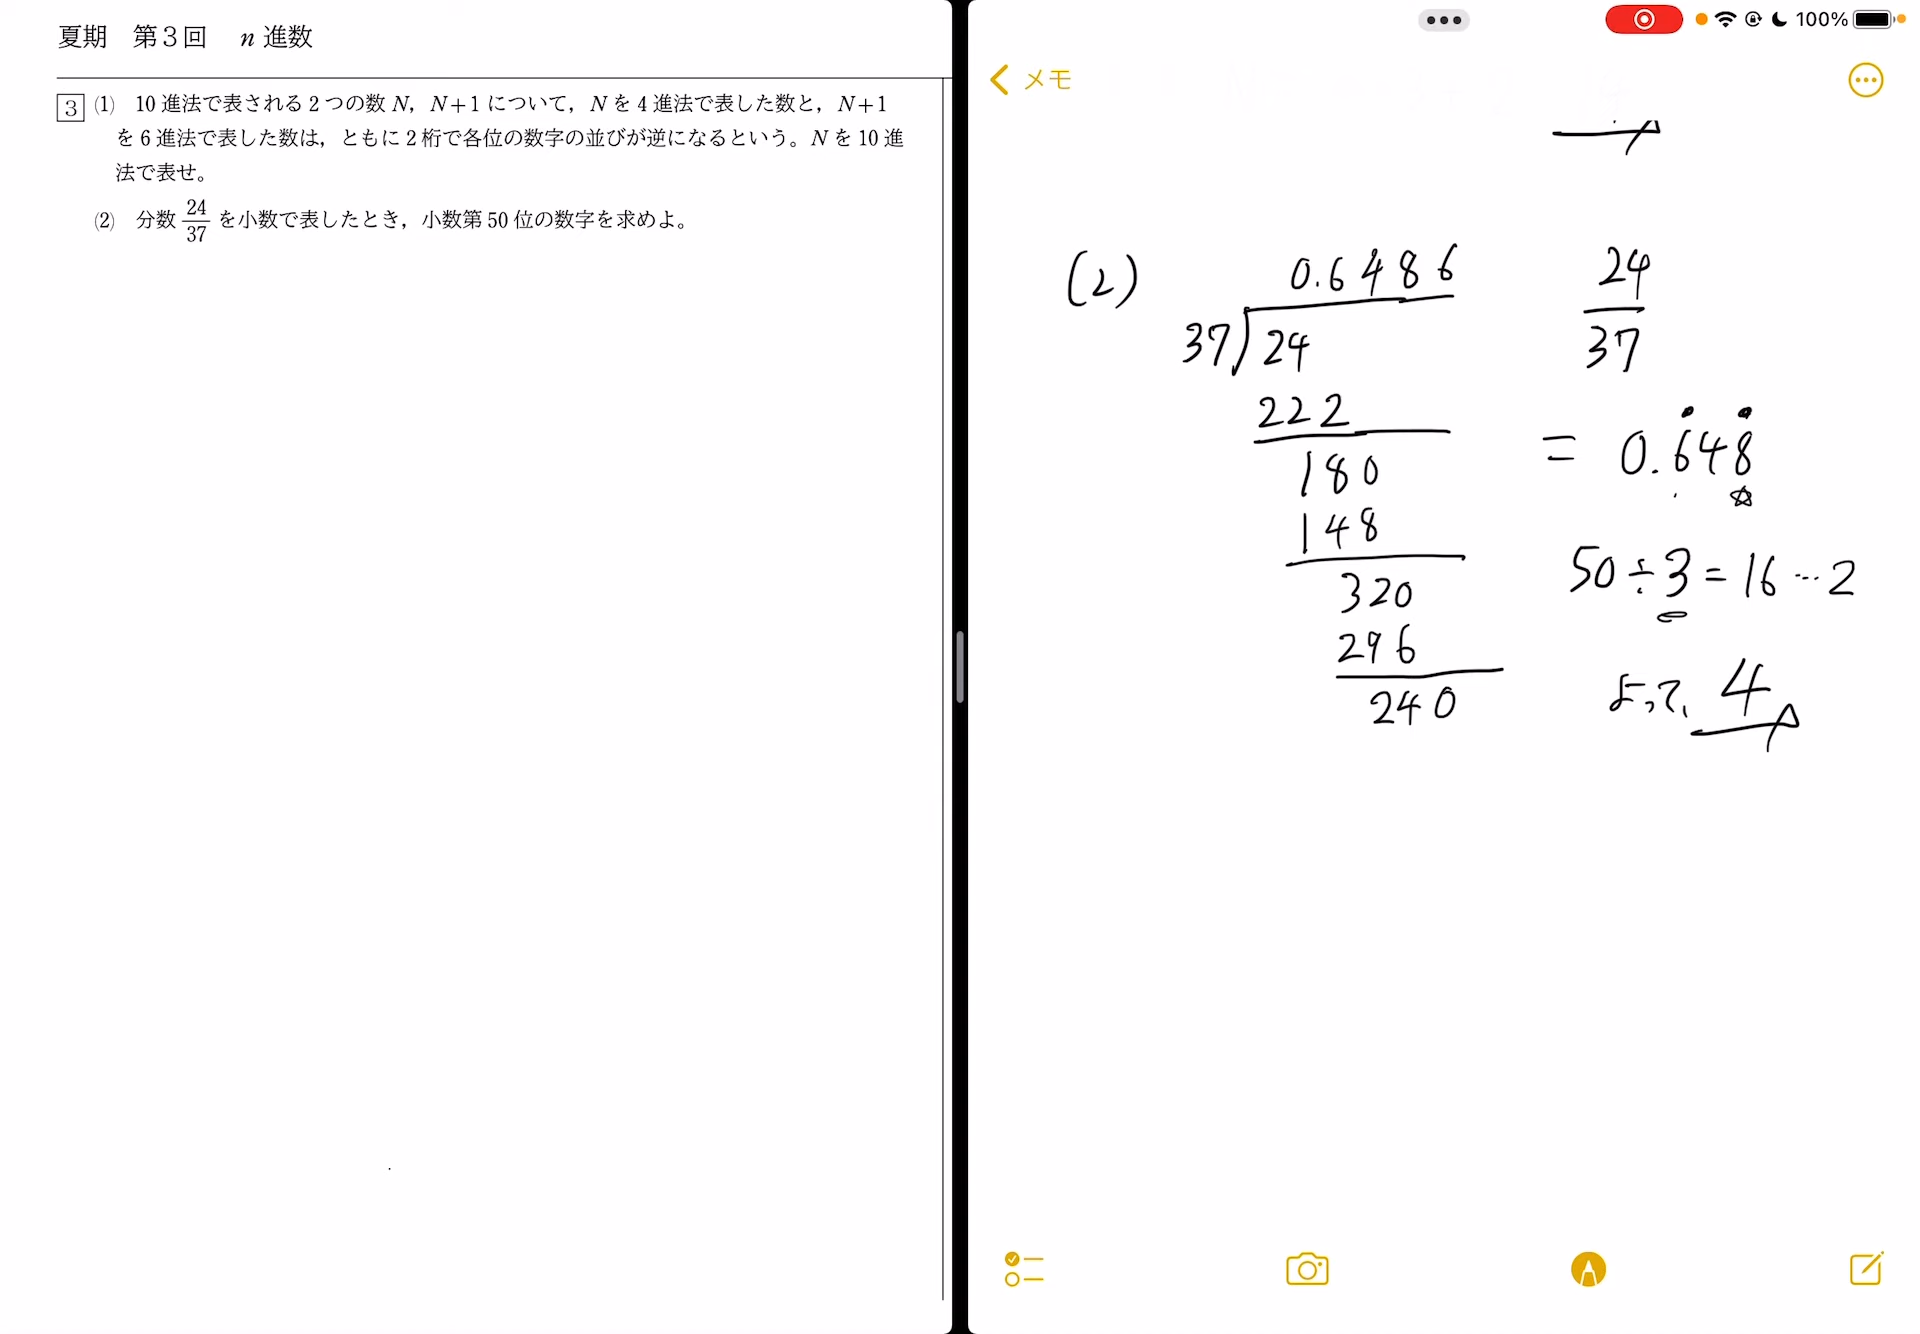 夏期　第３回　n 進数
3 (1)　10 進法で表される 2 つの数 N，N+1 について，N を 4 進法で表した数と，N+1
を 6 進法で表した数は，ともに 2 桁で各位の数字の並びが逆になるという。N を 10 進
法で表せ。
(2)　分数 24/37 を小数で表したとき，小数第 50 位の数字を求めよ。
100%
メモ
(2)
0.6486
37)24
222
180
148
320
296
240
24/37
= 0.6̇48̇
☆
50÷3=16…2
よって、4